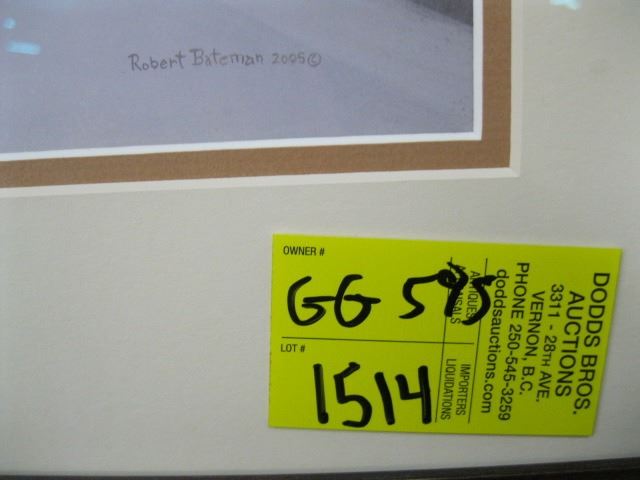 Robert Bateman 2005©
OWNER #
GG 595
LOT #
1514
DODDS BROS.
AUCTIONS
3311 - 28TH AVE.
VERNON, B.C.
PHONE 250-545-3259
doddsauctions.com
ANTIQUES
APPRAISALS
IMPORTERS
LIQUIDATIONS